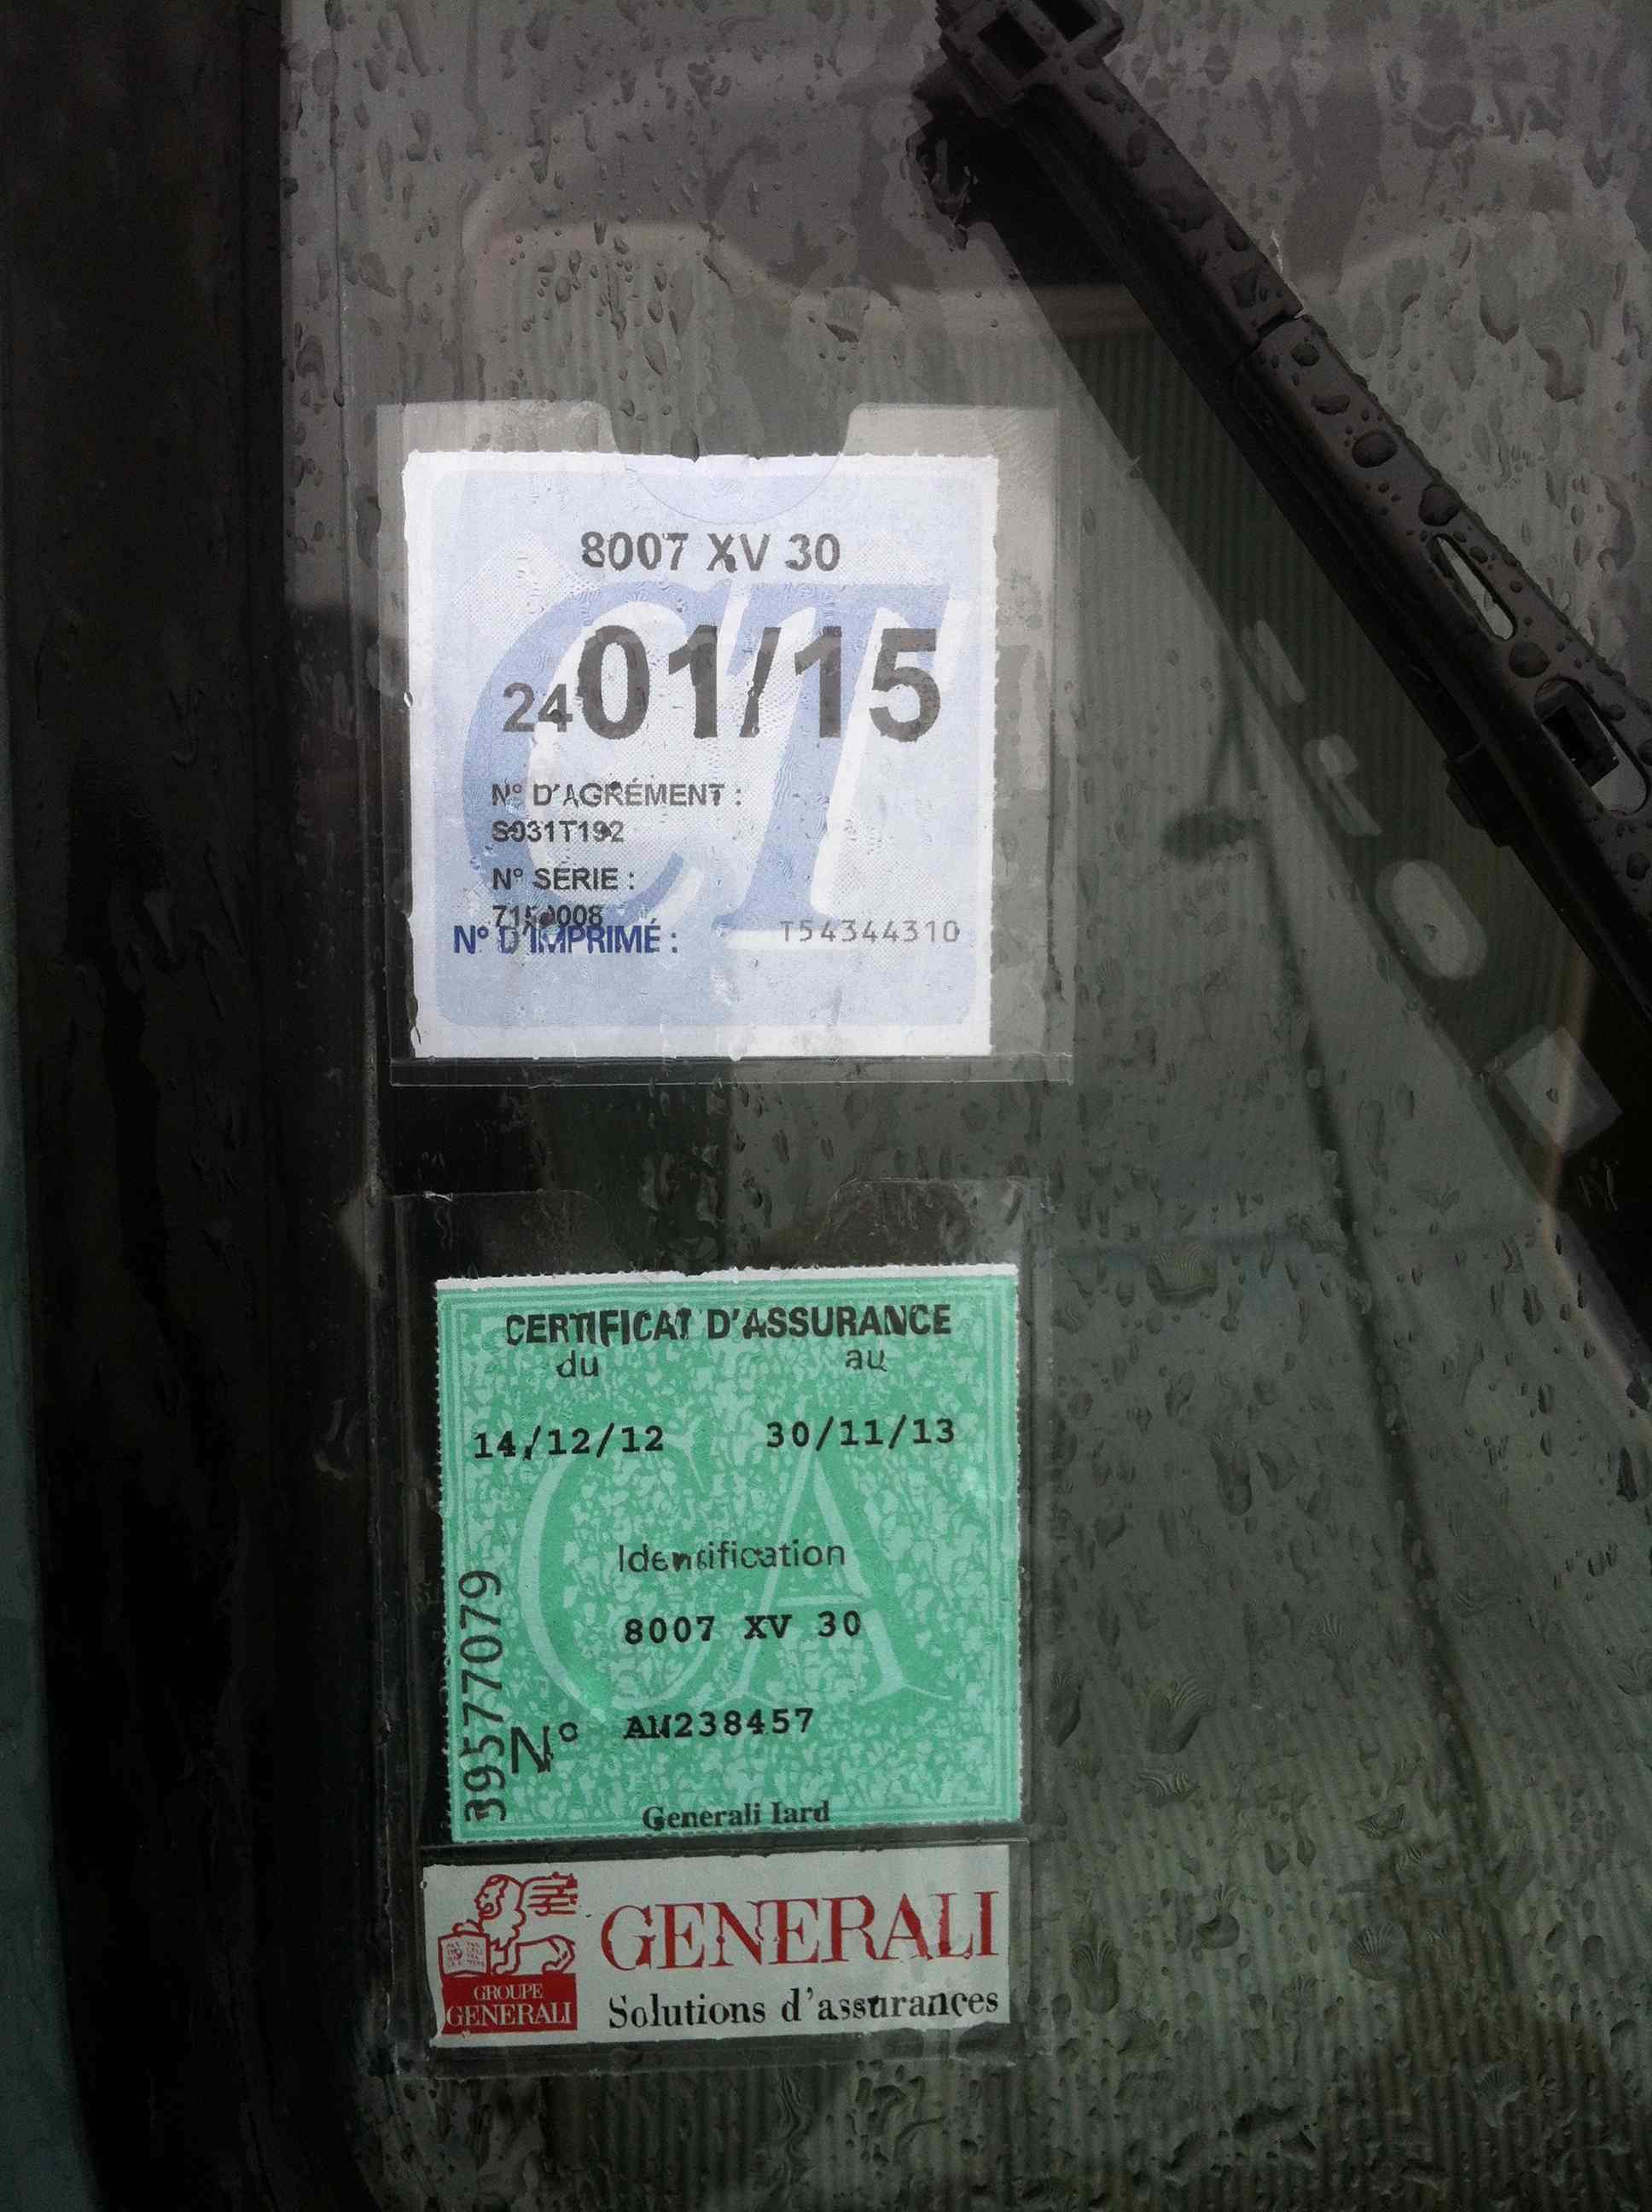 8007 XV 30
24 01/15
N° D'AGRÉMENT :
S031T192
N° SÉRIE :
N° D'IMPRIMÉ : T54344310
CERTIFICAT D'ASSURANCE
du au
14/12/12 30/11/13
Identification
8007 XV 30
N° AN238457
39577079
Generali Iard
GROUPE
GENERALI
GENERALI
Solutions d'assurances